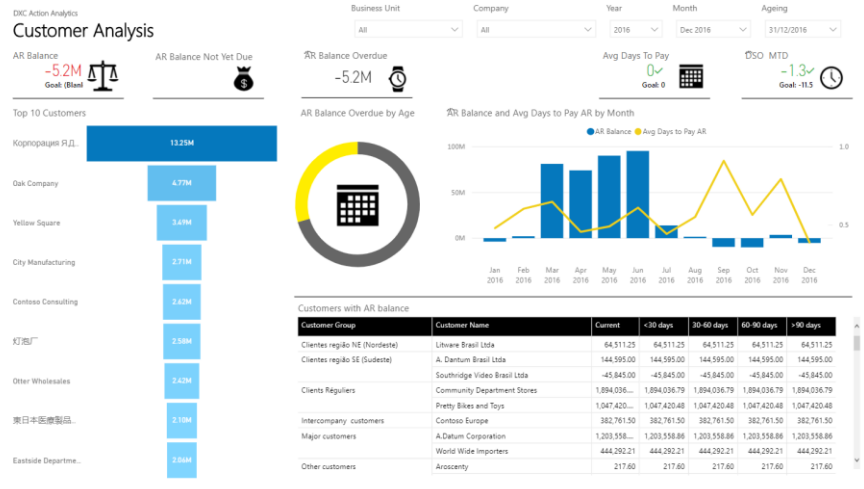 DXC Action Analytics
Customer Analysis
Business Unit
Company
Year
Month
Ageing
All
All
2016
Dec 2016
31/12/2016
AR Balance
-5.2M
Goal: (Blank
AR Balance Not Yet Due
AR Balance Overdue
-5.2M
Avg Days To Pay
0
Goal: 0
DSO MTD
-1.3
Goal: -11.5
Top 10 Customers
Корпорация Я Д..
13.25M
Oak Company
4.77M
Yellow Square
3.49M
City Manufacturing
2.71M
Contoso Consulting
2.62M
灯泡厂
2.58M
Otter Wholesales
2.42M
東日本医療製品..
2.10M
Eastside Departme...
2.06M
AR Balance Overdue by Age
AR Balance and Avg Days to Pay AR by Month
AR Balance
Avg Days to Pay AR
100M
50M
0M
1.0
0.5
Jan 2016
Feb 2016
Mar 2016
Apr 2016
May 2016
Jun 2016
Jul 2016
Aug 2016
Sep 2016
Oct 2016
Nov 2016
Dec 2016
Customers with AR balance
Customer Group Customer Name Current <30 days 30-60 days 60-90 days >90 days
Clientes região NE (Nordeste) Litware Brasil Ltda 64,511.25 64,511.25 64,511.25 64,511.25 64,511.25
Clientes região SE (Sudeste) A. Dantum Brasil Ltda 144,595.00 144,595.00 144,595.00 144,595.00 144,595.00
Southridge Video Brasil Ltda -45,845.00 -45,845.00 -45,845.00 -45,845.00 -45,845.00
Clients Réguliers Community Department Stores 1,894,036.... 1,894,036.79 1,894,036.79 1,894,036.79 1,894,036.79
Pretty Bikes and Toys 1,047,420.... 1,047,420.48 1,047,420.48 1,047,420.48 1,047,420.48
Intercompany customers Contoso Europe 382,761.50 382,761.50 382,761.50 382,761.50 382,761.50
Major customers A.Datum Corporation 1,203,558.... 1,203,558.86 1,203,558.86 1,203,558.86 1,203,558.86
World Wide Importers 444,292.21 444,292.21 444,292.21 444,292.21 444,292.21
Other customers Aroscenty 217.60 217.60 217.60 217.60 217.60